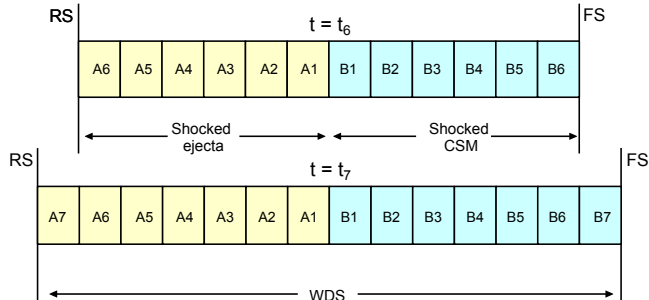 RS t = t6 FS
A6 A5 A4 A3 A2 A1 B1 B2 B3 B4 B5 B6
Shocked ejecta Shocked CSM
RS t = t7 FS
A7 A6 A5 A4 A3 A2 A1 B1 B2 B3 B4 B5 B6 B7
WDS